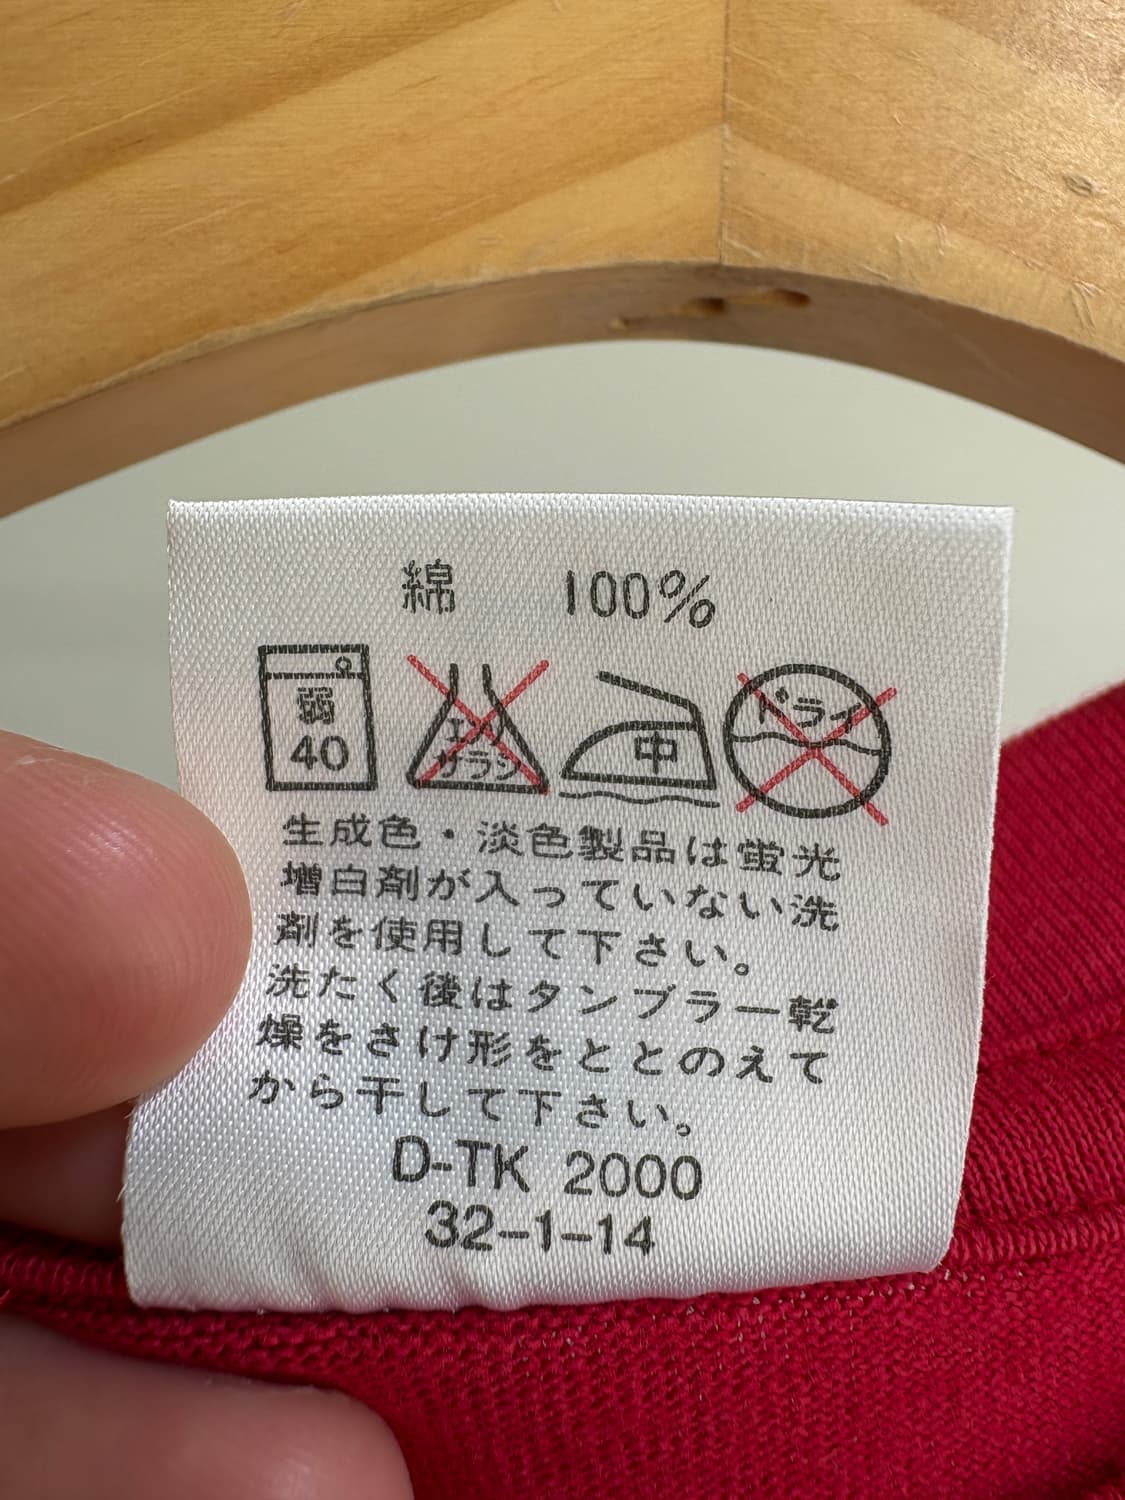 綿 100%
弱
40
エンソ
サラシ
中
ドライ
生成色・淡色製品は蛍光
増白剤が入っていない洗
剤を使用して下さい。
洗たく後はタンブラー乾
燥をさけ形をととのえて
から干して下さい。
D-TK 2000
32-1-14